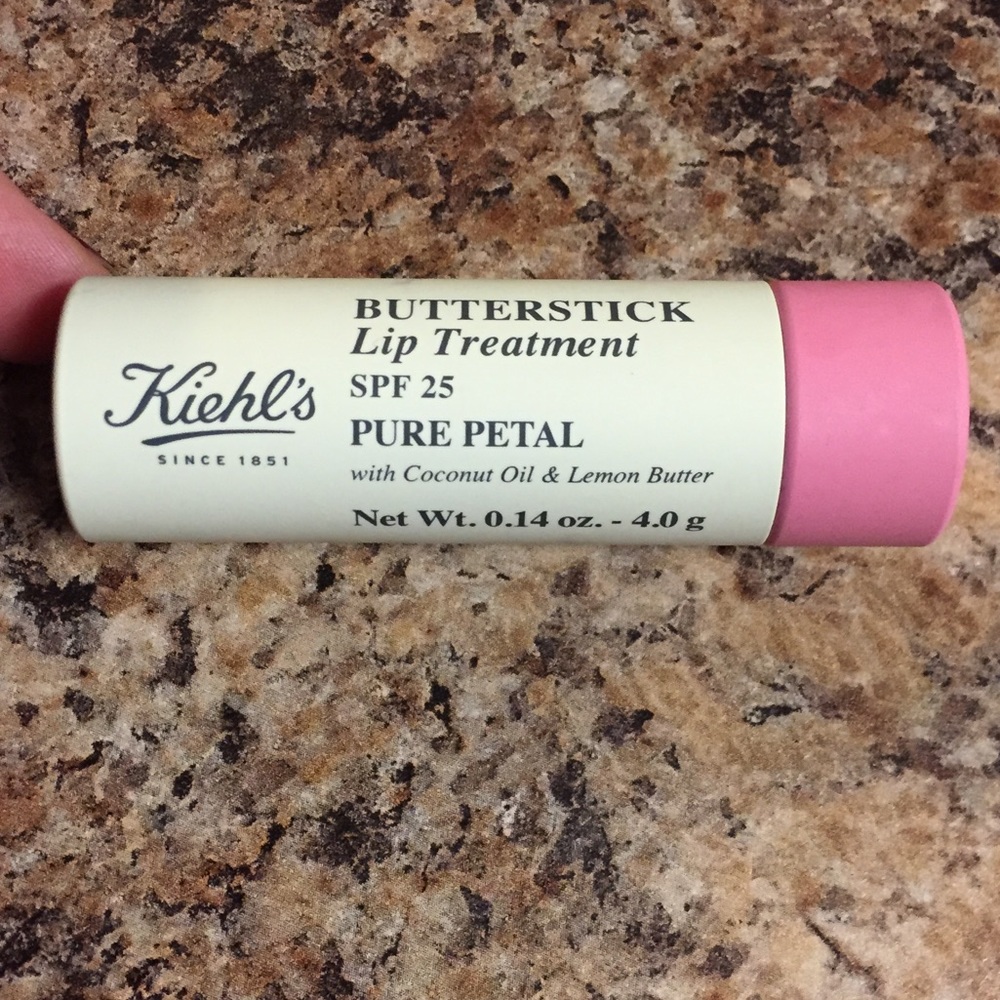 Kiehl's
SINCE 1851
BUTTERSTICK
Lip Treatment
SPF 25
PURE PETAL
with Coconut Oil & Lemon Butter
Net Wt. 0.14 oz. - 4.0 g